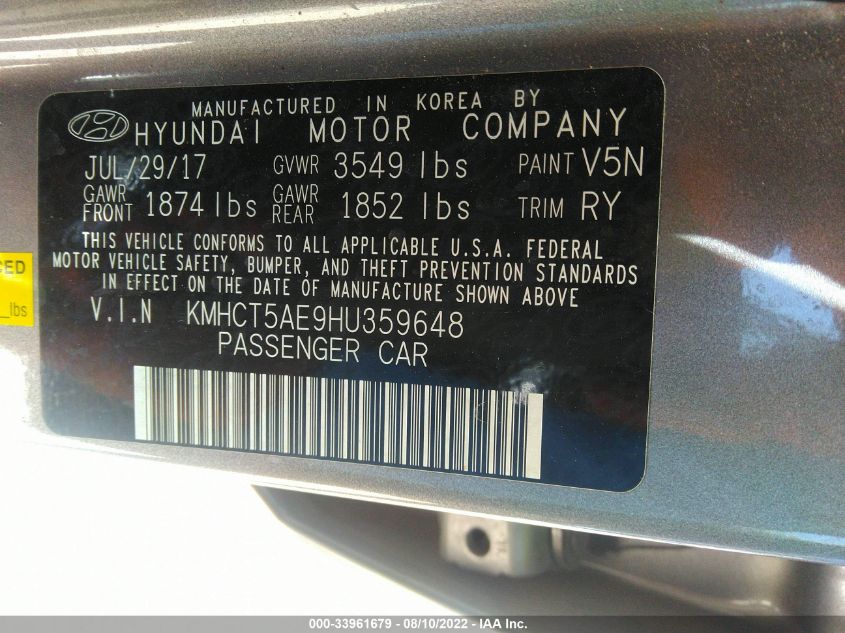 MANUFACTURED IN KOREA BY
HYUNDAI MOTOR COMPANY
JUL/29/17 GVWR 3549 lbs PAINT V5N
GAWR FRONT 1874 lbs GAWR REAR 1852 lbs TRIM RY
THIS VEHICLE CONFORMS TO ALL APPLICABLE U.S.A. FEDERAL
MOTOR VEHICLE SAFETY, BUMPER, AND THEFT PREVENTION STANDARDS
IN EFFECT ON THE DATE OF MANUFACTURE SHOWN ABOVE
V.I.N KMHCT5AE9HU359648
PASSENGER CAR
lbs
000-33961679 - 08/10/2022 - IAA Inc.